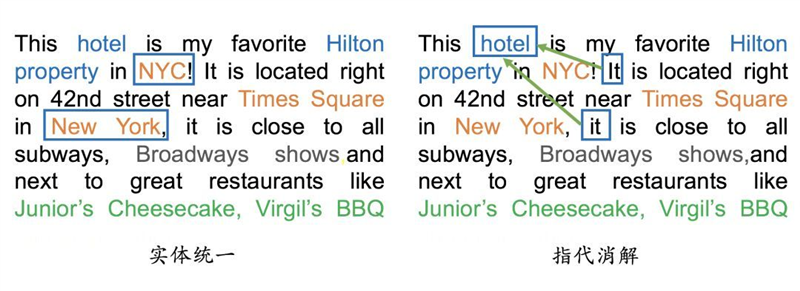 This hotel is my favorite Hilton
property in NYC! It is located right
on 42nd street near Times Square
in New York, it is close to all
subways, Broadways shows,and
next to great restaurants like
Junior's Cheesecake, Virgil's BBQ
实体统一
This hotel is my favorite Hilton
property in NYC! It is located right
on 42nd street near Times Square
in New York, it is close to all
subways, Broadways shows,and
next to great restaurants like
Junior's Cheesecake, Virgil's BBQ
指代消解